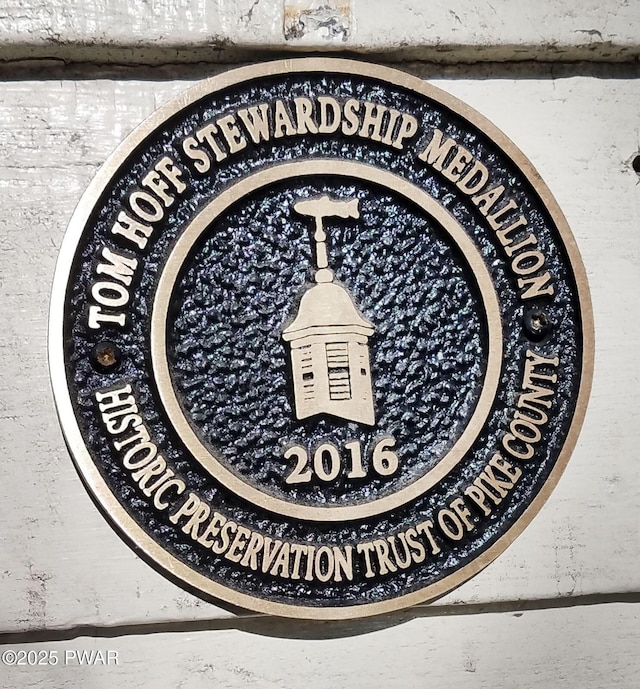 TOM HOFF STEWARDSHIP MEDALLION
2016
HISTORIC PRESERVATION TRUST OF PIKE COUNTY
©2025 PWAR